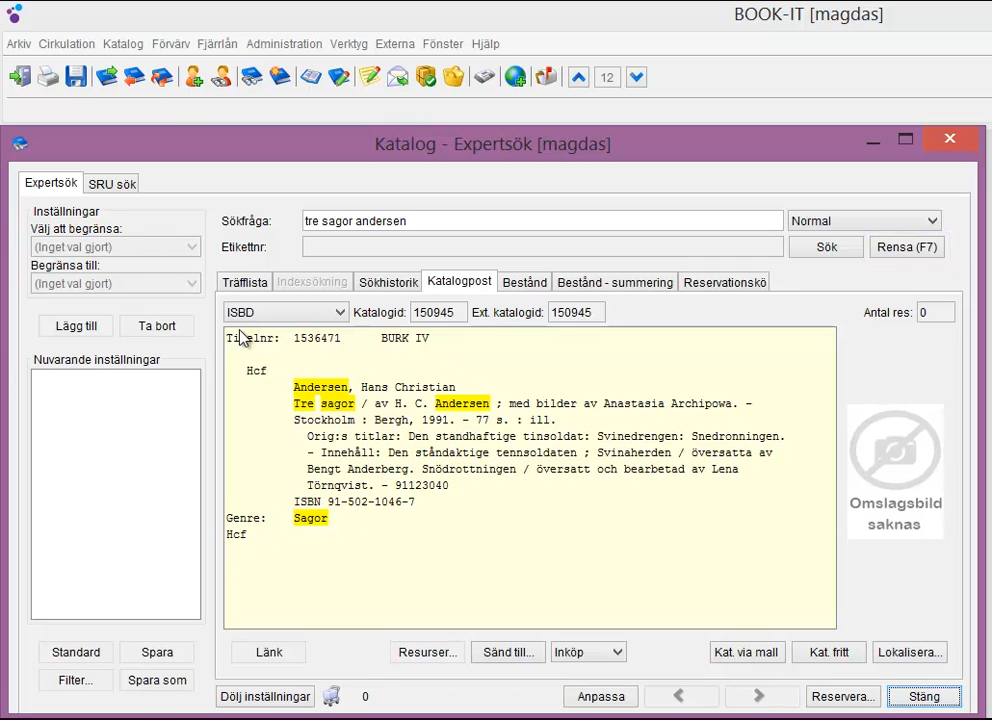 BOOK-IT [magdas]
Arkiv Cirkulation Katalog Förvärv Fjärrlån Administration Verktyg Externa Fönster Hjälp
12
Katalog - Expertsök [magdas]
Expertsök SRU sök
Inställningar
Välj att begränsa:
(Inget val gjort)
Begränsa till:
(Inget val gjort)
Lägg till Ta bort
Nuvarande inställningar
Standard Spara
Filter... Spara som
Sökfråga: tre sagor andersen Normal
Etikettnr: Sök Rensa (F7)
Träfflista Indexsökning Sökhistorik Katalogpost Bestånd Bestånd - summering Reservationskö
ISBD Katalogid: 150945 Ext. katalogid: 150945 Antal res: 0
Titelnr: 1536471 BURK IV
Hcf
Andersen, Hans Christian
Tre sagor / av H. C. Andersen ; med bilder av Anastasia Archipowa. -
Stockholm : Bergh, 1991. - 77 s. : ill.
Orig:s titlar: Den standhaftige tinsoldat: Svinedrengen: Snedronningen.
- Innehåll: Den ståndaktige tennsoldaten ; Svinaherden / översatta av
Bengt Anderberg. Snödrottningen / översatt och bearbetad av Lena
Törnqvist. - 91123040
ISBN 91-502-1046-7
Genre: Sagor
Hcf
Omslagsbild
saknas
Länk Resurser... Sänd till... Inköp Kat. via mall Kat. fritt Lokalisera...
Dölj inställningar 0 Anpassa Reservera... Stäng